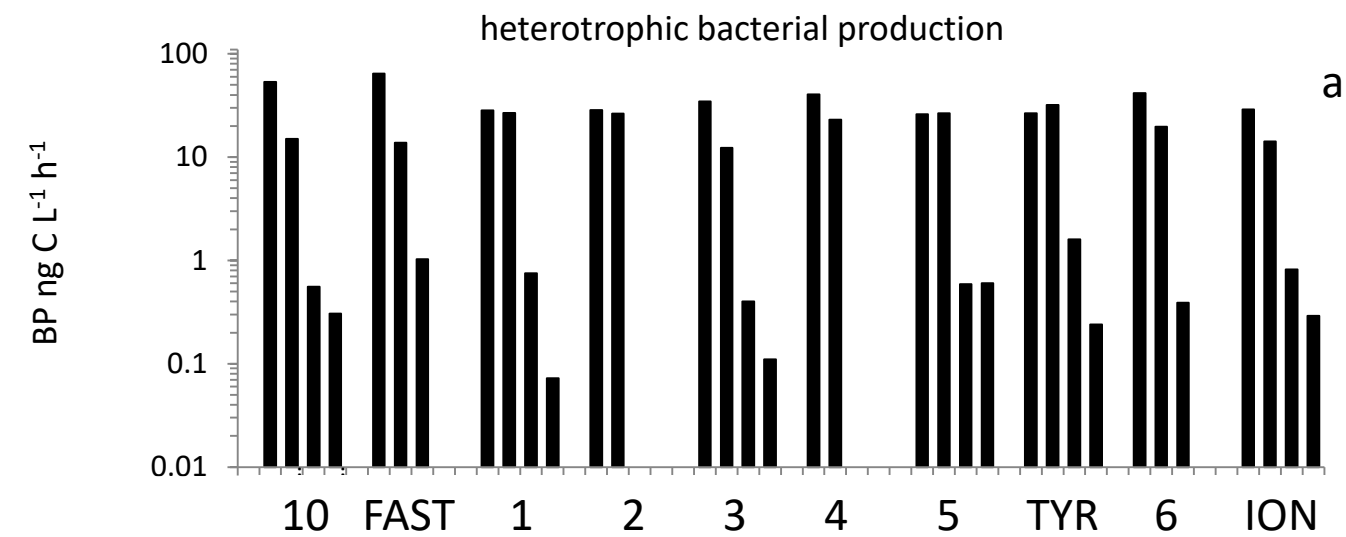 heterotrophic bacterial production
a
BP ng C L⁻¹ h⁻¹
100
10
1
0.1
0.01
10 FAST 1 2 3 4 5 TYR 6 ION